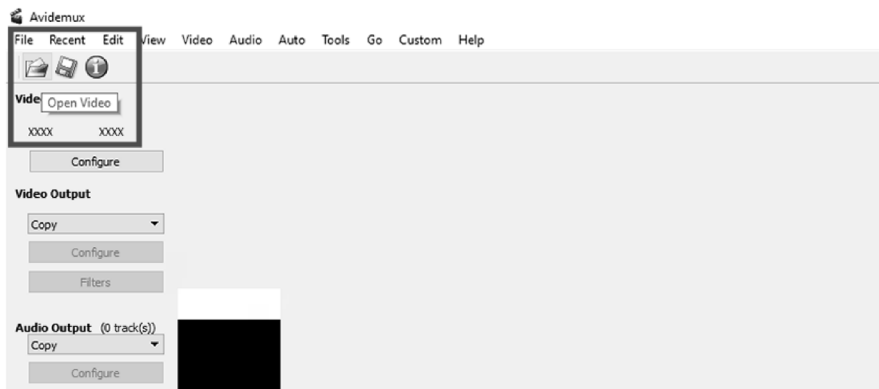 Avidemux
File Recent Edit View Video Audio Auto Tools Go Custom Help
Vide
Open Video
xxxx xxxx
Configure
Video Output
Copy
Configure
Filters
Audio Output (0 track(s))
Copy
Configure